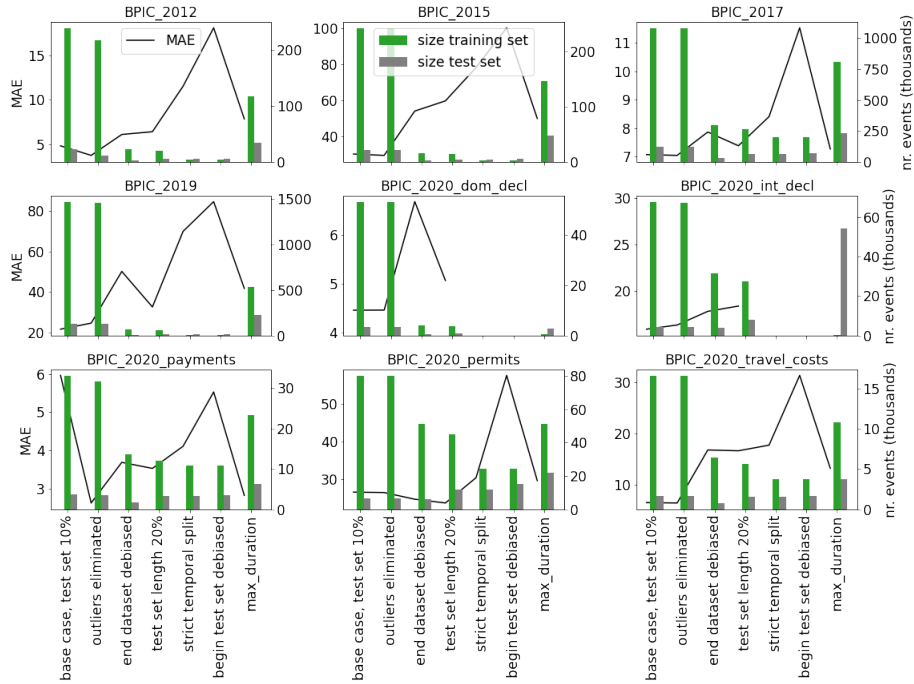 BPIC_2012
BPIC_2015
BPIC_2017
MAE
size training set
size test set
MAE
15
10
5
200
100
0
100
80
60
40
200
100
0
11
10
9
8
7
1000
750
500
250
0
nr. events (thousands)
BPIC_2019
BPIC_2020_dom_decl
BPIC_2020_int_decl
MAE
80
60
40
20
1500
1000
500
0
6
5
4
40
20
0
30
25
20
60
40
20
0
nr. events (thousands)
BPIC_2020_payments
BPIC_2020_permits
BPIC_2020_travel_costs
MAE
6
5
4
3
30
20
10
0
50
40
30
80
60
40
20
0
30
20
10
15
10
5
0
nr. events (thousands)
base case, test set 10%
outliers eliminated
end dataset debiased
test set length 20%
strict temporal split
begin test set debiased
max_duration
base case, test set 10%
outliers eliminated
end dataset debiased
test set length 20%
strict temporal split
begin test set debiased
max_duration
base case, test set 10%
outliers eliminated
end dataset debiased
test set length 20%
strict temporal split
begin test set debiased
max_duration